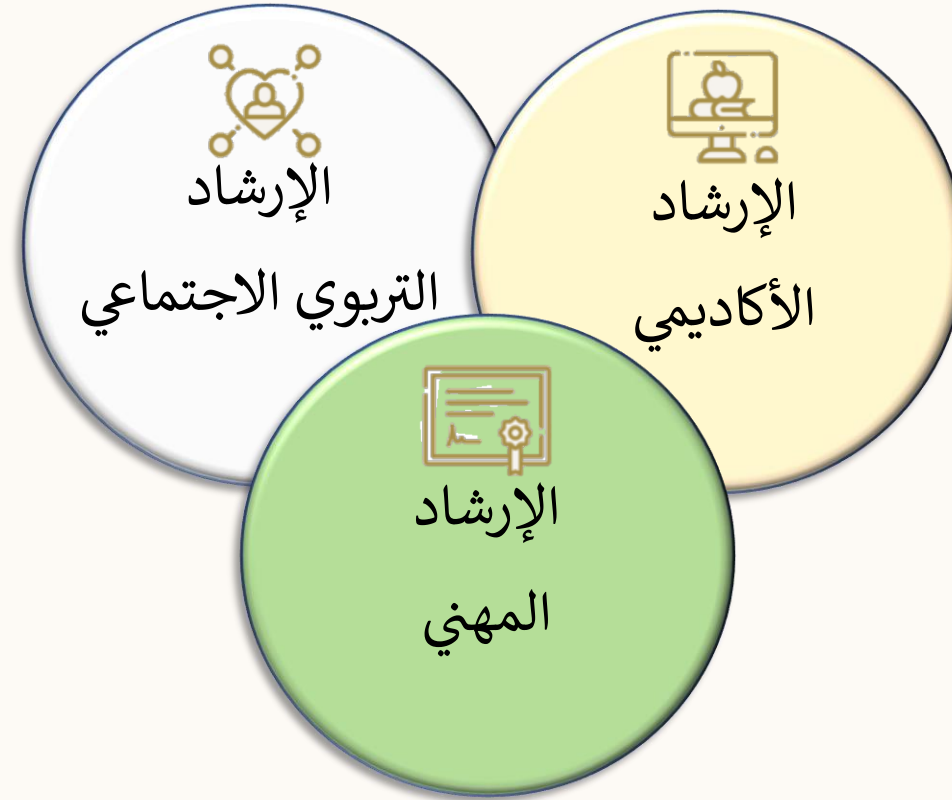 الإرشاد
الأكاديمي
الإرشاد
التربوي الاجتماعي
الإرشاد
المهني